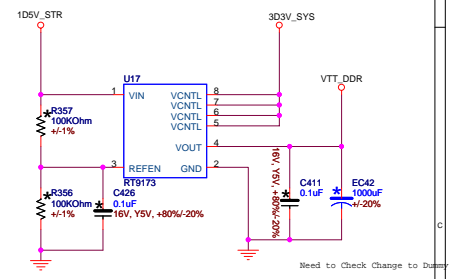 1D5V_STR
3D3V_SYS
VTT_DDR
U17
1
VIN
VCNTL
8
VCNTL
7
VCNTL
6
VCNTL
5
VOUT
4
3
REFEN
GND
2
RT9173
*R357
100KOhm
+/-1%
*R356
100KOhm
+/-1%
*
C426
0.1uF
16V, Y5V, +80%/-20%
16V, Y5V, +80%/-20%
*
C411
0.1uF
*
EC42
1000uF
+/-20%
C
Need to Check Change to Dummy